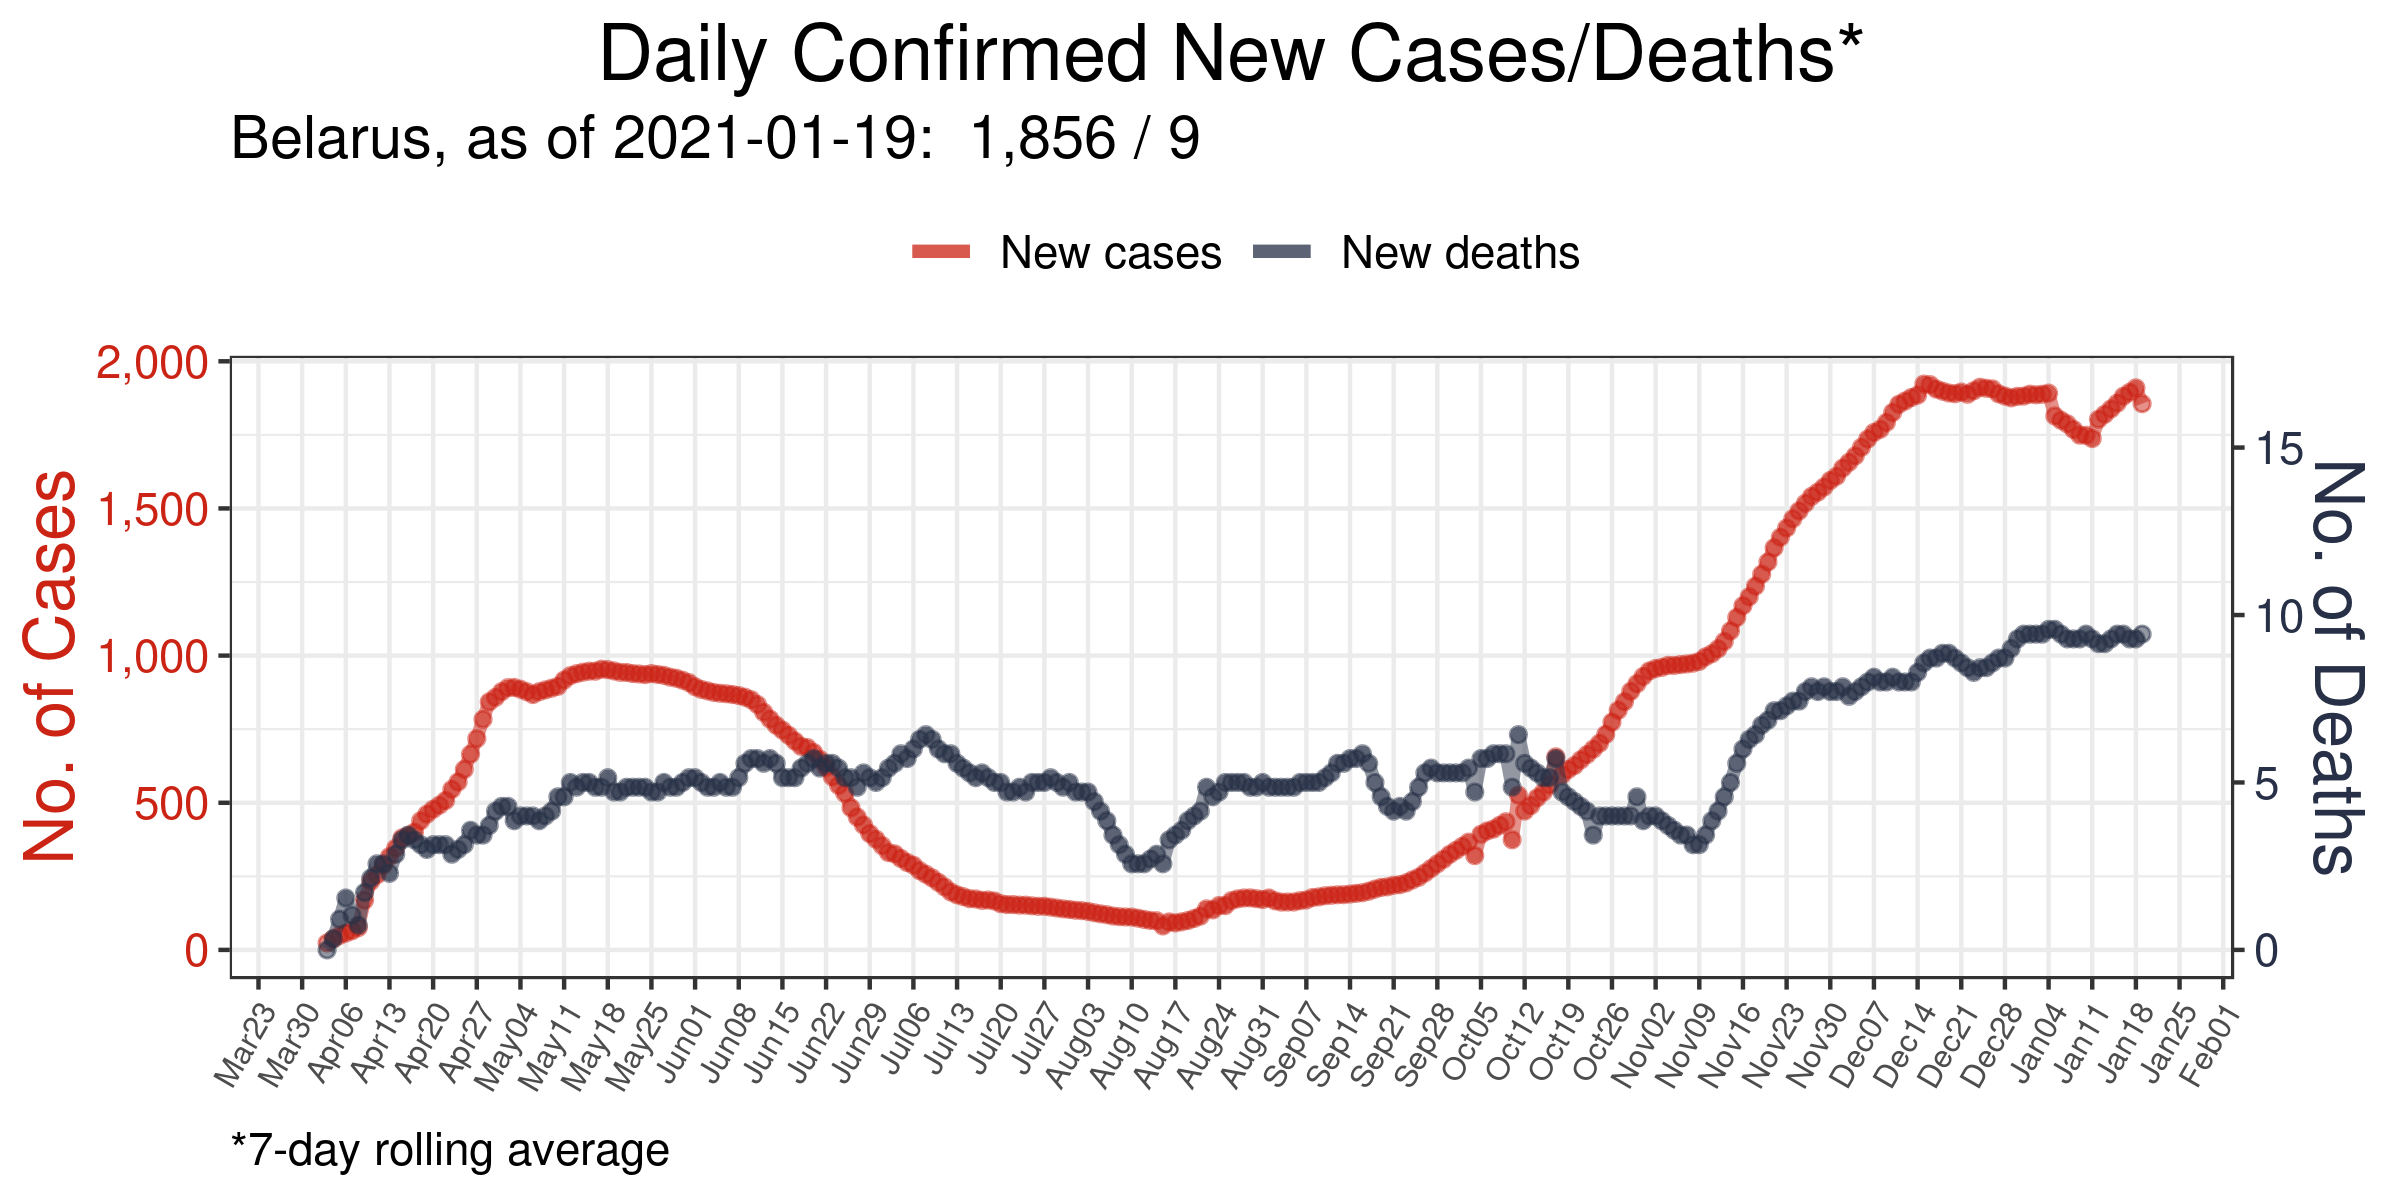 Daily Confirmed New Cases/Deaths*
Belarus, as of 2021-01-19:  1,856 / 9
New cases
New deaths
No. of Cases
2,000
1,500
1,000
500
0
15
10
5
0
No. of Deaths
Mar23
Mar30
Apr06
Apr13
Apr20
Apr27
May04
May11
May18
May25
Jun01
Jun08
Jun15
Jun22
Jun29
Jul06
Jul13
Jul20
Jul27
Aug03
Aug10
Aug17
Aug24
Aug31
Sep07
Sep14
Sep21
Sep28
Oct05
Oct12
Oct19
Oct26
Nov02
Nov09
Nov16
Nov23
Nov30
Dec07
Dec14
Dec21
Dec28
Jan04
Jan11
Jan18
Jan25
Feb01
*7-day rolling average